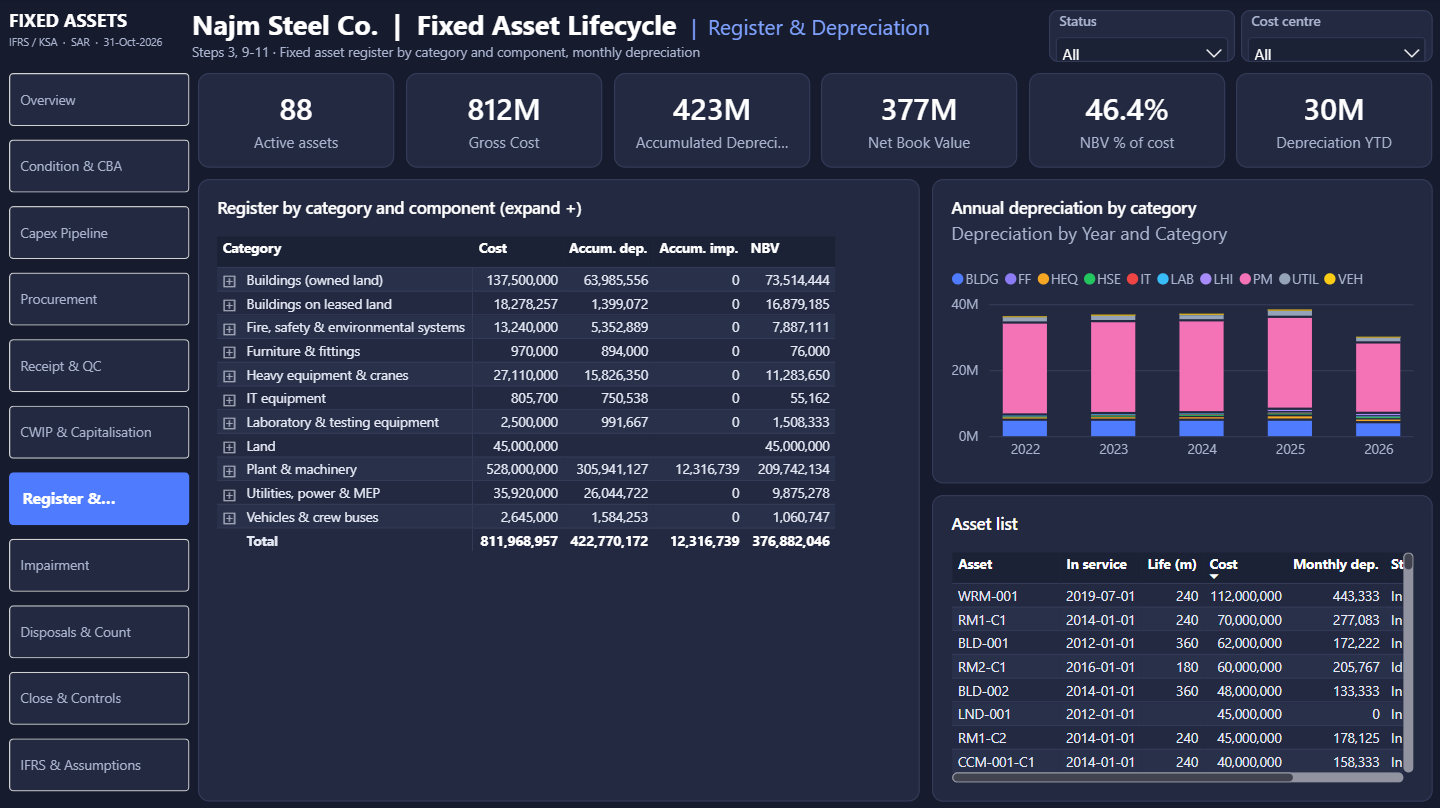 FIXED ASSETS
IFRS / KSA · SAR · 31-Oct-2026
Najm Steel Co. | Fixed Asset Lifecycle | Register & Depreciation
Steps 3, 9-11 · Fixed asset register by category and component, monthly depreciation
Status
All
Cost centre
All
Overview
Condition & CBA
Capex Pipeline
Procurement
Receipt & QC
CWIP & Capitalisation
Register &...
Impairment
Disposals & Count
Close & Controls
IFRS & Assumptions
88
Active assets
812M
Gross Cost
423M
Accumulated Depreci...
377M
Net Book Value
46.4%
NBV % of cost
30M
Depreciation YTD
Register by category and component (expand +)
Category Cost Accum. dep. Accum. imp. NBV
Buildings (owned land) 137,500,000 63,985,556 0 73,514,444
Buildings on leased land 18,278,257 1,399,072 0 16,879,185
Fire, safety & environmental systems 13,240,000 5,352,889 0 7,887,111
Furniture & fittings 970,000 894,000 0 76,000
Heavy equipment & cranes 27,110,000 15,826,350 0 11,283,650
IT equipment 805,700 750,538 0 55,162
Laboratory & testing equipment 2,500,000 991,667 0 1,508,333
Land 45,000,000 45,000,000
Plant & machinery 528,000,000 305,941,127 12,316,739 209,742,134
Utilities, power & MEP 35,920,000 26,044,722 0 9,875,278
Vehicles & crew buses 2,645,000 1,584,253 0 1,060,747
Total 811,968,957 422,770,172 12,316,739 376,882,046
Annual depreciation by category
Depreciation by Year and Category
BLDG FF HEQ HSE IT LAB LHI PM UTIL VEH
40M
20M
0M
2022 2023 2024 2025 2026
Asset list
Asset In service Life (m) Cost Monthly dep. St
WRM-001 2019-07-01 240 112,000,000 443,333 In
RM1-C1 2014-01-01 240 70,000,000 277,083 In
BLD-001 2012-01-01 360 62,000,000 172,222 In
RM2-C1 2016-01-01 180 60,000,000 205,767 Id
BLD-002 2014-01-01 360 48,000,000 133,333 In
LND-001 2012-01-01 45,000,000 0 In
RM1-C2 2014-01-01 240 45,000,000 178,125 In
CCM-001-C1 2014-01-01 240 40,000,000 158,333 In